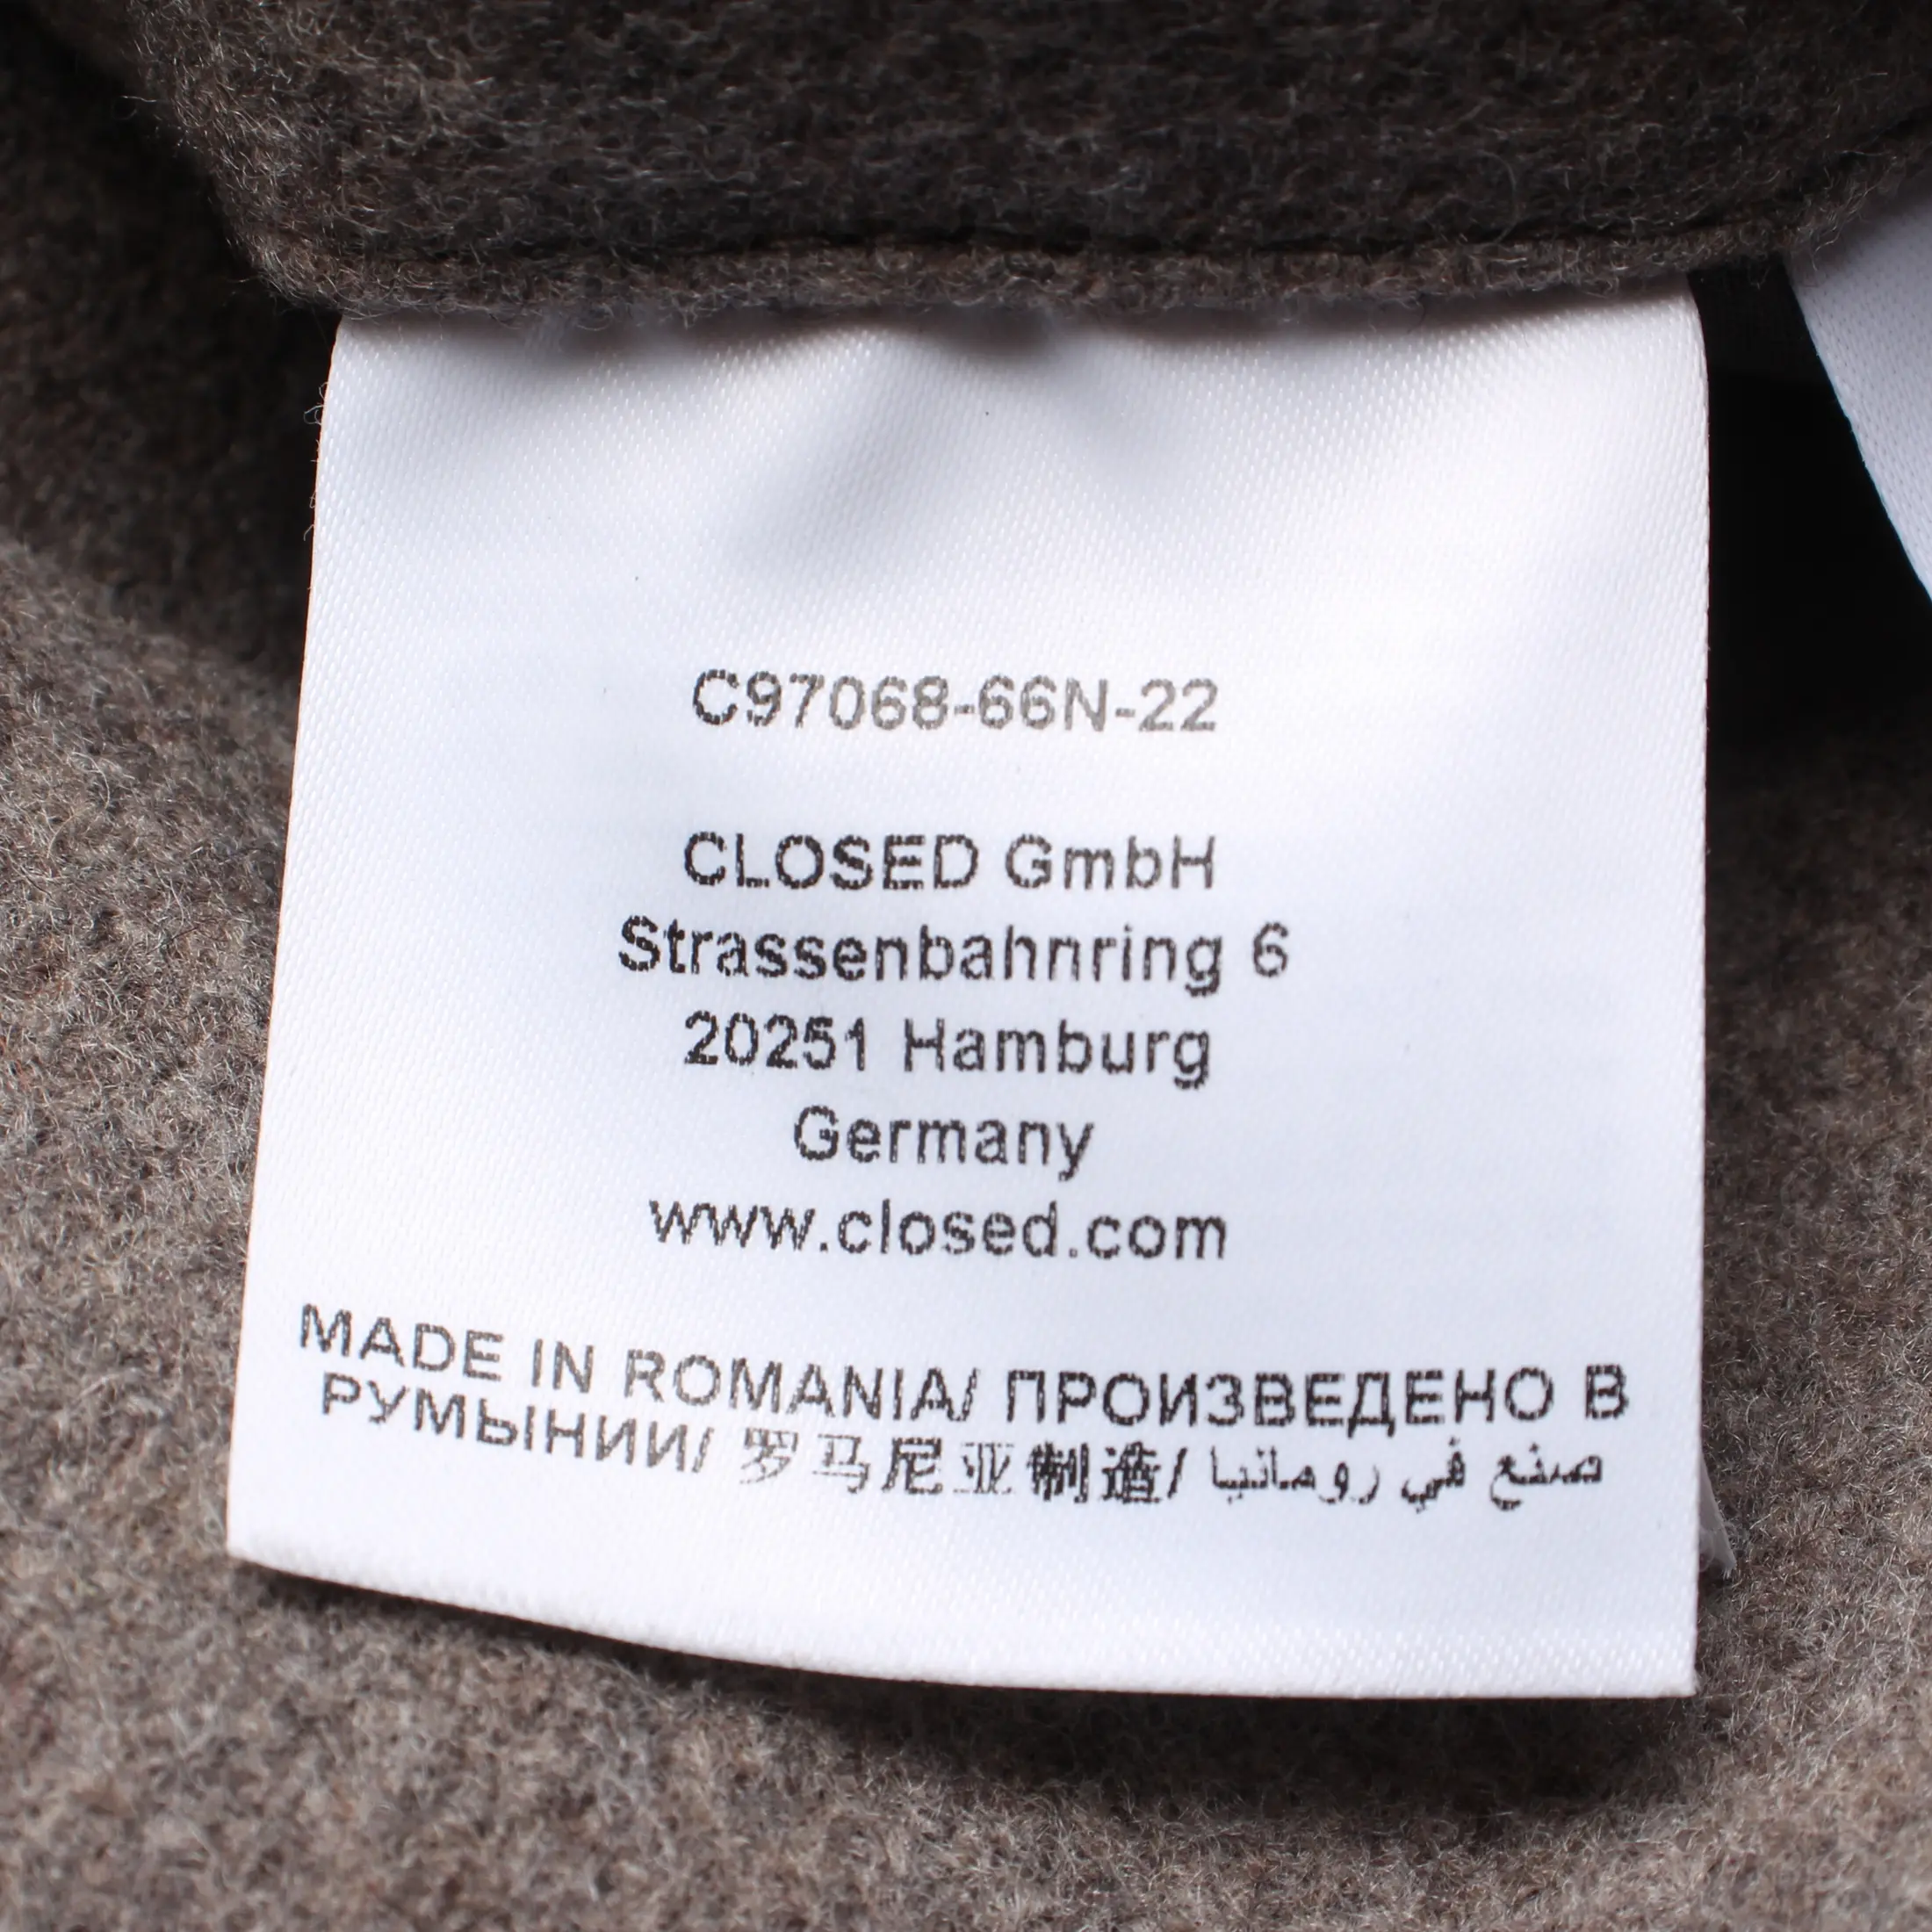 C97068-66N-22
CLOSED GmbH
Strassenbahnring 6
20251 Hamburg
Germany
www.closed.com
MADE IN ROMANIA/ ПРОИЗВЕДЕНО В
РУМЫНИИ/ 罗马尼亚制造/ صنع في رومانيا